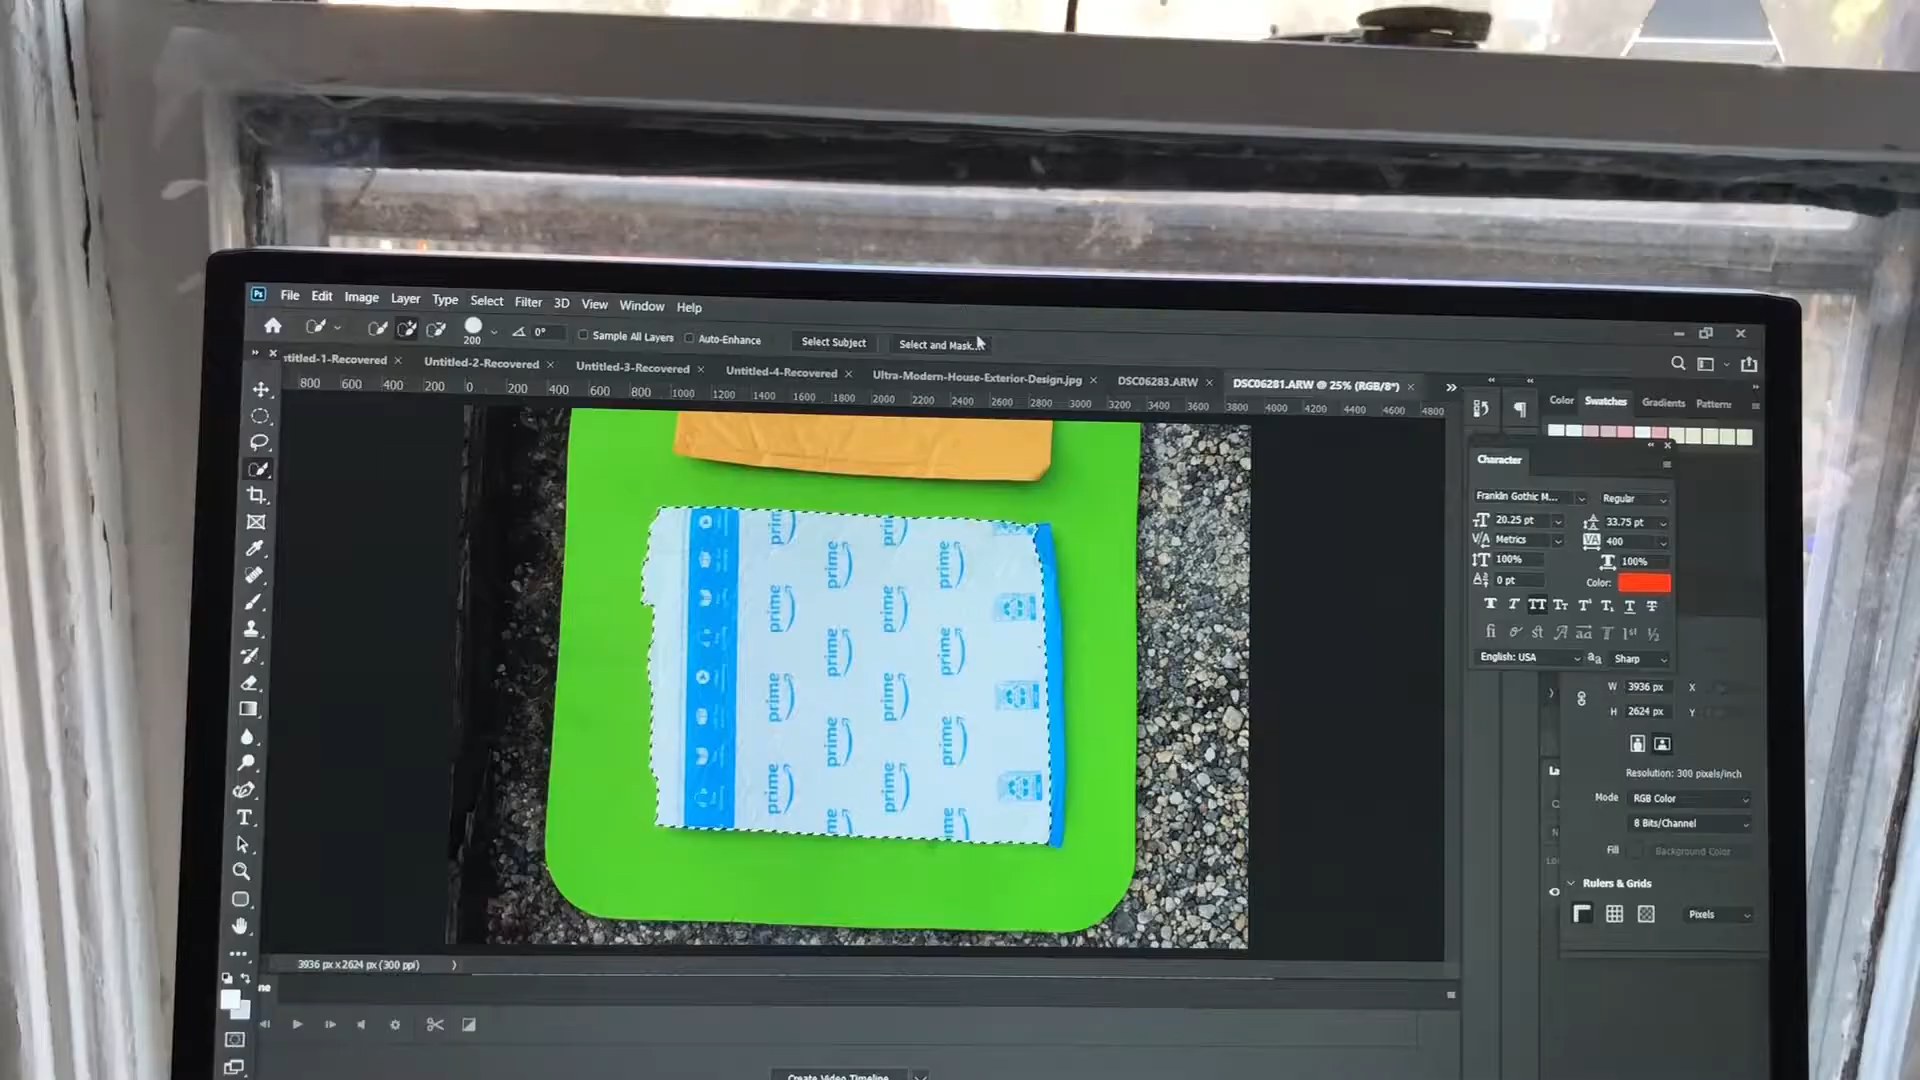 Ps File Edit Image Layer Type Select Filter 3D View Window Help
200 0° Sample All Layers Auto-Enhance Select Subject Select and Mask...
ntitled-1-Recovered Untitled-2-Recovered Untitled-3-Recovered Untitled-4-Recovered Ultra-Modern-House-Exterior-Design.jpg DSC06283.ARW DSC06281.ARW @ 25% (RGB/8*)
800 600 400 200 0 200 400 600 800 1000 1200 1400 1600 1800 2000 2200 2400 2600 2800 3000 3200 3400 3600 3800 4000 4200 4400 4600 4800
Color Swatches Gradients Patterns
Character
Franklin Gothic M... Regular
20.25 pt 33.75 pt
Metrics 400
100% 100%
0 pt Color:
English: USA Sharp
W 3936 px X
H 2624 px Y
Resolution: 300 pixels/inch
Mode RGB Color
8 Bits/Channel
Fill Background Color
Rulers & Grids
Pixels
prime prime prime prime
prime prime prime prime
prime prime prime prime
prime prime
3936 px x 2624 px (300 ppi)
Create Video Timeline